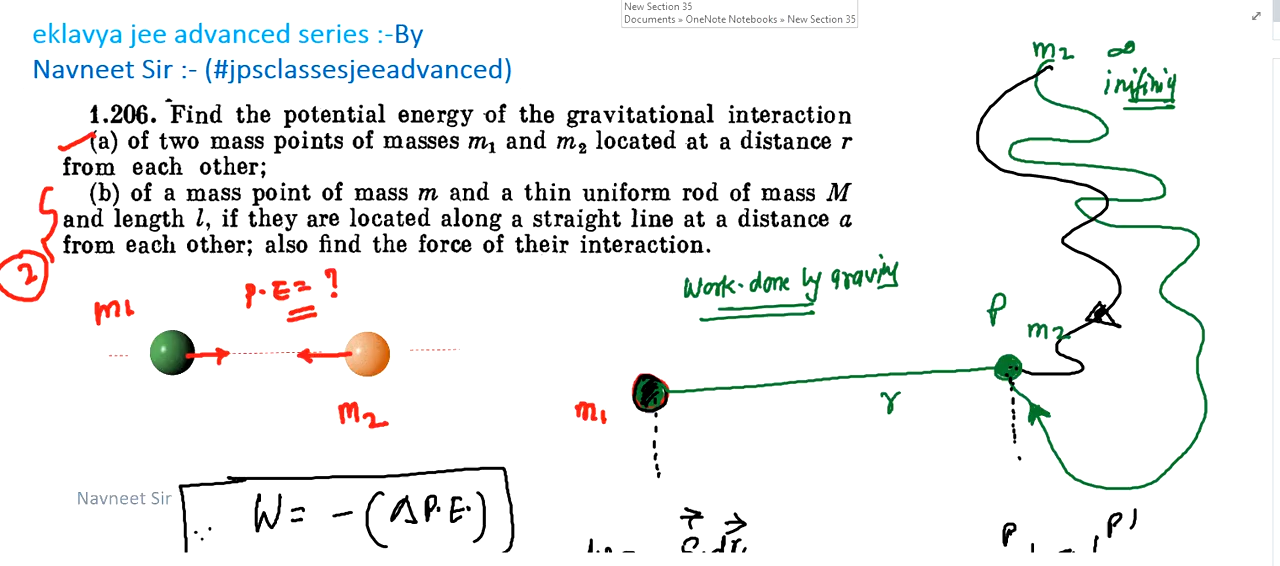 New Section 35
Documents » OneNote Notebooks » New Section 35
eklavya jee advanced series :-By
Navneet Sir :- (#jpsclassesjeeadvanced)
1.206. Find the potential energy of the gravitational interaction
(a) of two mass points of masses m₁ and m₂ located at a distance r
from each other;
(b) of a mass point of mass m and a thin uniform rod of mass M
and length l, if they are located along a straight line at a distance a
from each other; also find the force of their interaction.
2
m₂ ∞
P.E = ?
m₁
m₂
Work-done by gravity
P
m₂
m₁
r
Navneet Sir
∴ W = -(ΔP.E.)
P
P'